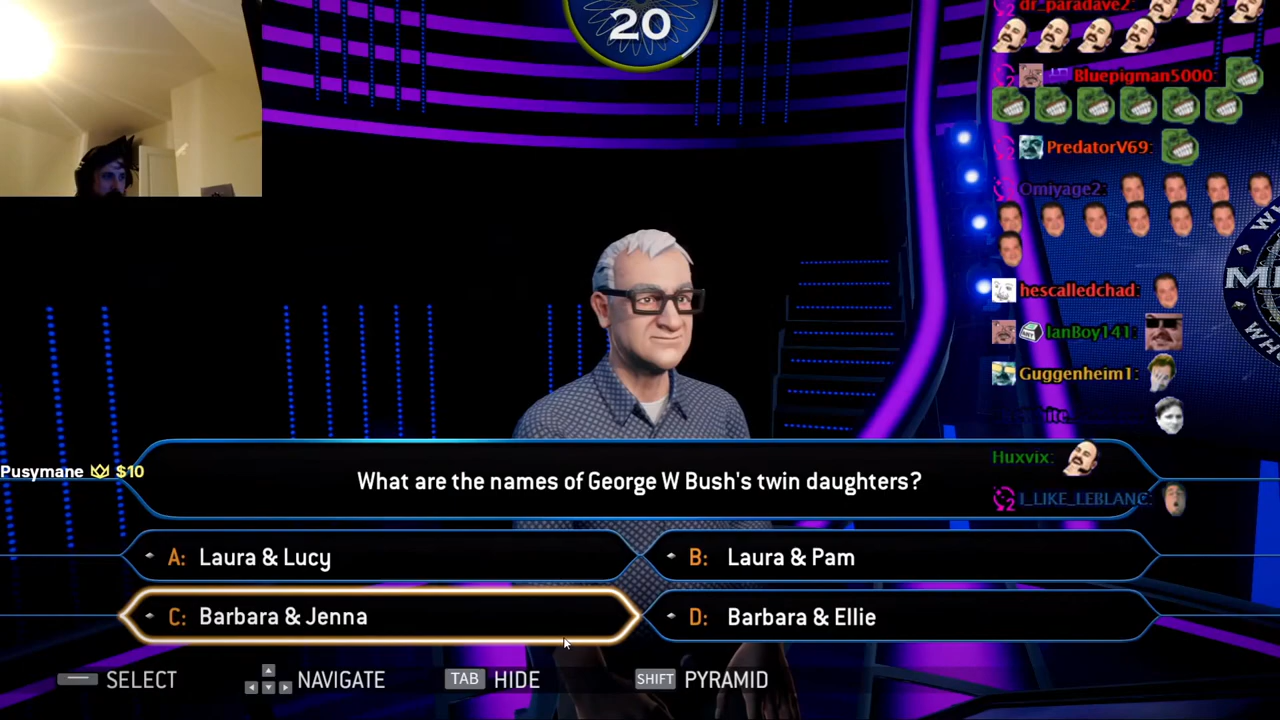 20
dr_paradave2:
Bluepigman5000:
PredatorV69:
Omiyage2:
hescalledchad:
IanBoy141:
Guggenheim1:
Huxvix:
I_LIKE_LEBLANC:
Pusymane $10
What are the names of George W Bush's twin daughters?
A: Laura & Lucy
B: Laura & Pam
C: Barbara & Jenna
D: Barbara & Ellie
SELECT
NAVIGATE
TAB HIDE
SHIFT PYRAMID